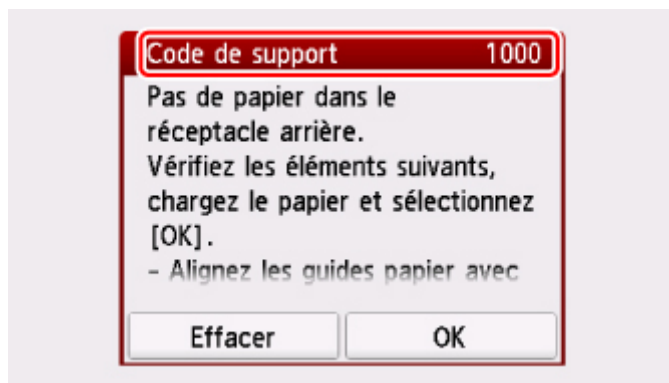 Code de support 1000
Pas de papier dans le
réceptacle arrière.
Vérifiez les éléments suivants,
chargez le papier et sélectionnez
[OK].
- Alignez les guides papier avec
Effacer OK